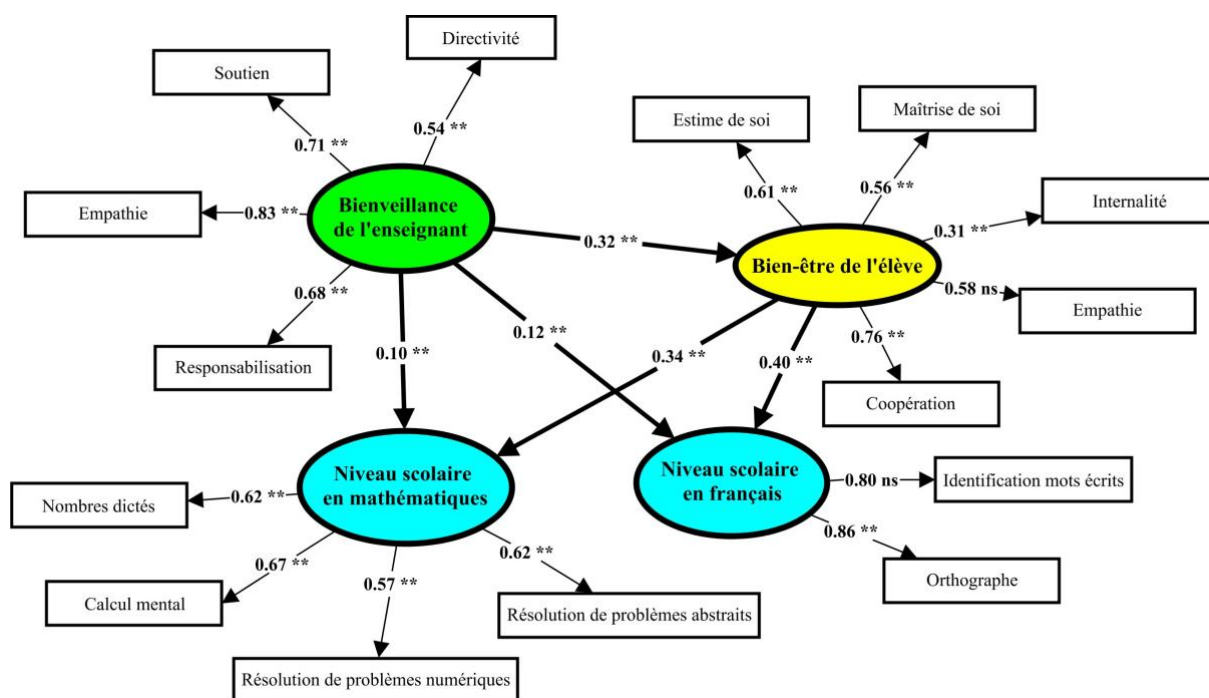 Directivité
Soutien
0.54 **
0.71 **
Empathie
0.83 **
Bienveillance
de l'enseignant
0.68 **
Responsabilisation
Estime de soi
Maîtrise de soi
0.61 **
0.56 **
Internalité
0.31 **
0.32 **
Bien-être de l'élève
0.58 ns
Empathie
0.76 **
Coopération
0.10 **
0.12 **
0.34 **
0.40 **
Niveau scolaire
en mathématiques
Niveau scolaire
en français
Nombres dictés
0.62 **
0.67 **
Calcul mental
0.57 **
Résolution de problèmes numériques
0.62 **
Résolution de problèmes abstraits
0.80 ns
Identification mots écrits
0.86 **
Orthographe